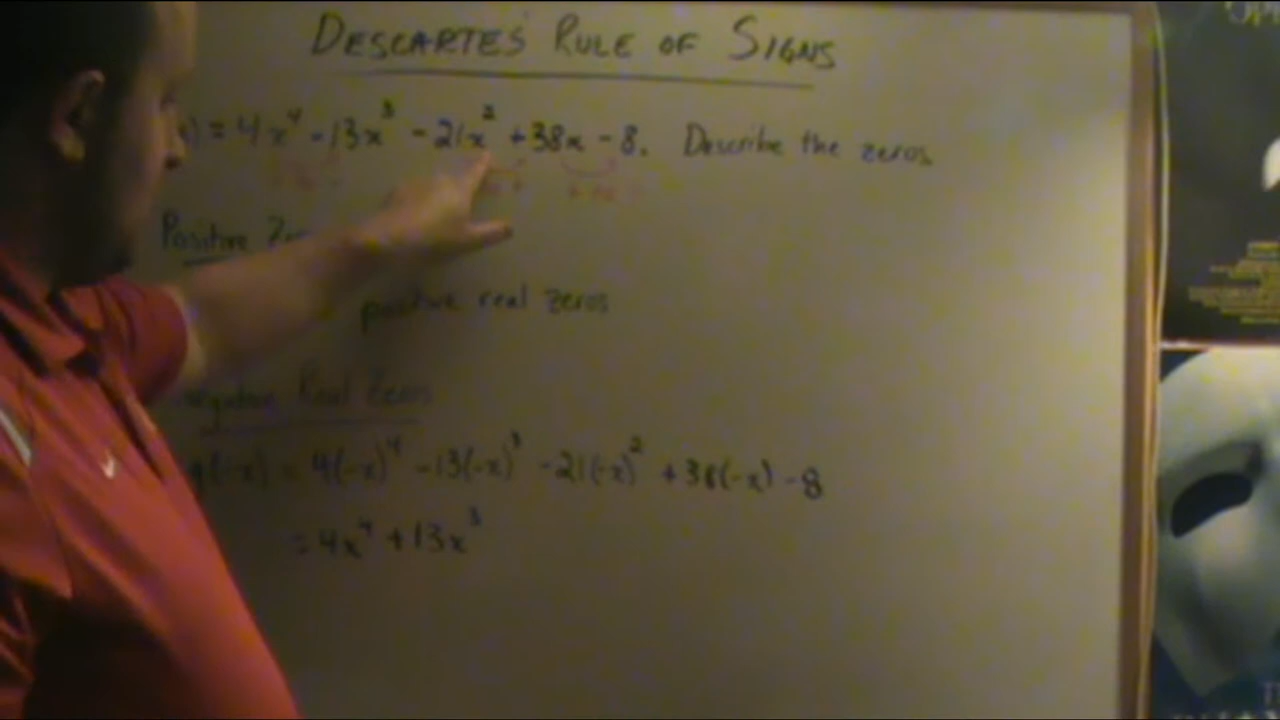 DESCARTES' RULE OF SIGNS
) = 4x⁴ - 13x³ - 21x² + 38x - 8. Describe the zeros.
Positive Ze
positive real zeros
Real Zeros
q(-x) = 4(-x)⁴ - 13(-x)³ - 21(-x)² + 38(-x) - 8
= 4x⁴ + 13x³